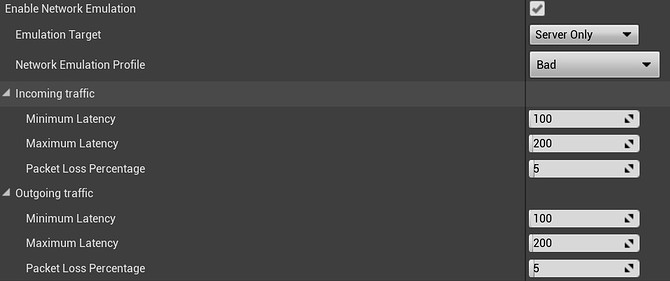 Enable Network Emulation
Emulation Target Server Only
Network Emulation Profile Bad
Incoming traffic
Minimum Latency 100
Maximum Latency 200
Packet Loss Percentage 5
Outgoing traffic
Minimum Latency 100
Maximum Latency 200
Packet Loss Percentage 5